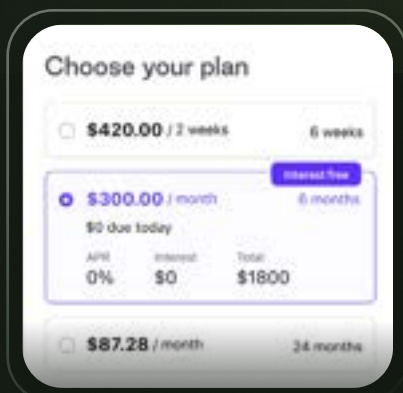 Choose your plan
$420.00 / 2 weeks 6 weeks
Interest free
$300.00 / month 6 months
$0 due today
APR Interest Total
0% $0 $1800
$87.28 / month 24 months